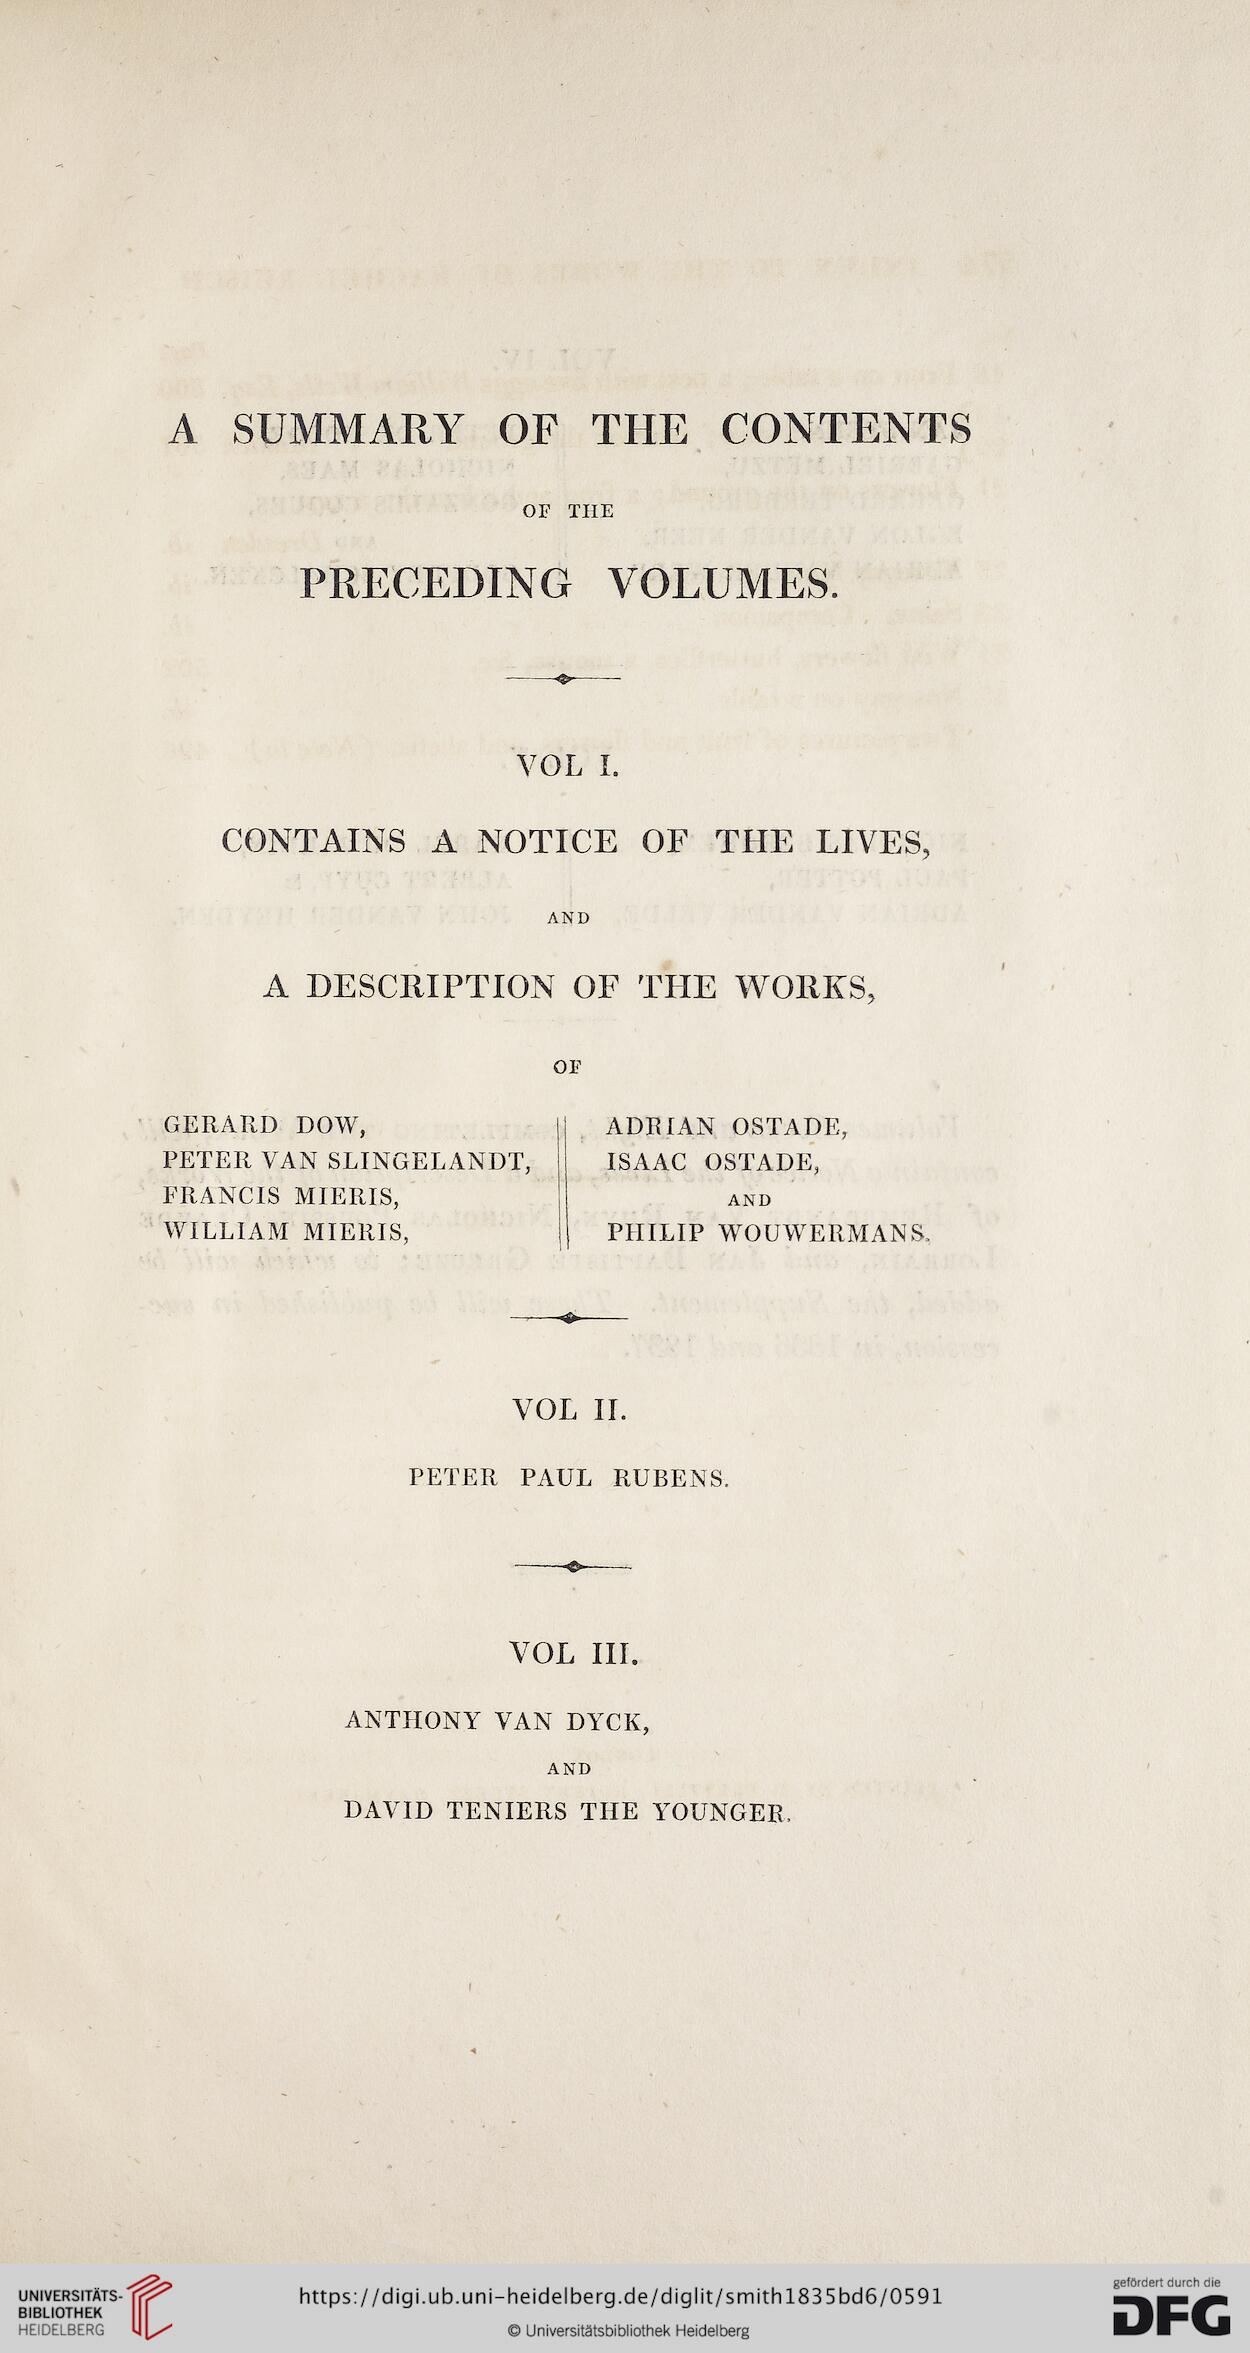 A SUMMARY OF THE CONTENTS
OF THE
PRECEDING VOLUMES.
VOL I.
CONTAINS A NOTICE OF THE LIVES,
AND
A DESCRIPTION OF THE WORKS,
OF
GERARD DOW,
PETER VAN SLINGELANDT,
FRANCIS MIERIS,
WILLIAM MIERIS,
ADRIAN OSTADE,
ISAAC OSTADE,
AND
PHILIP WOUWERMANS.
VOL II.
PETER PAUL RUBENS.
VOL III.
ANTHONY VAN DYCK,
AND
DAVID TENIERS THE YOUNGER.
UNIVERSITÄTS-
BIBLIOTHEK
HEIDELBERG
https://digi.ub.uni-heidelberg.de/diglit/smith1835bd6/0591
© Universitätsbibliothek Heidelberg
gefördert durch die
DFG